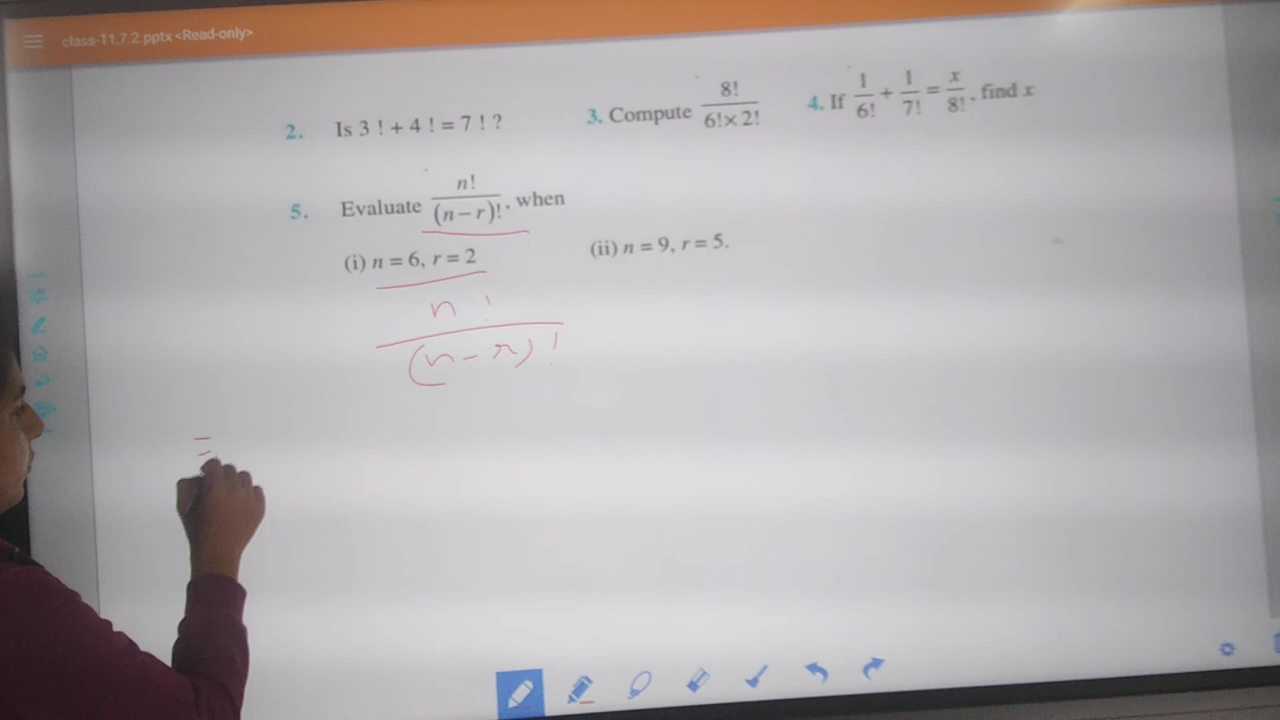 class-11,7.2.pptx <Read-only>
2. Is 3 ! + 4 ! = 7 ! ? 3. Compute 8!/(6!× 2!) 4. If 1/6! + 1/7! = x/8!, find x
5. Evaluate n!/(n−r)!, when
(i) n = 6, r = 2 (ii) n = 9, r = 5.
n !
(n − r) !
=